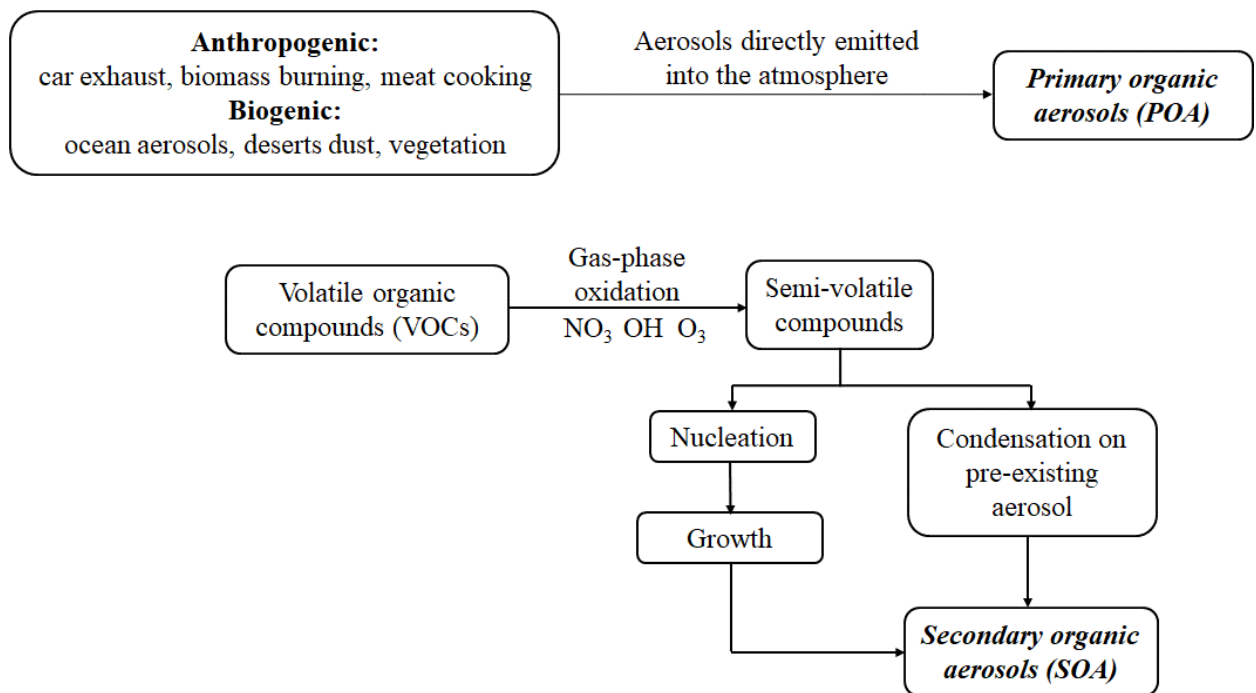 Anthropogenic:
car exhaust, biomass burning, meat cooking
Biogenic:
ocean aerosols, deserts dust, vegetation
Aerosols directly emitted
into the atmosphere
Primary organic
aerosols (POA)
Volatile organic
compounds (VOCs)
Gas-phase
oxidation
NO₃ OH O₃
Semi-volatile
compounds
Nucleation
Growth
Condensation on
pre-existing
aerosol
Secondary organic
aerosols (SOA)